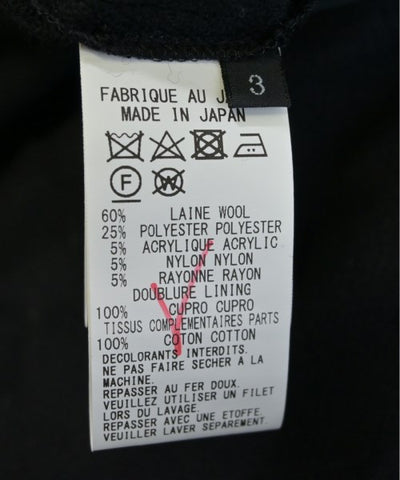 3
FABRIQUE AU J
MADE IN JAPAN
F
W
60% LAINE WOOL
25% POLYESTER POLYESTER
5% ACRYLIQUE ACRYLIC
5% NYLON NYLON
5% RAYONNE RAYON
DOUBLURE LINING
100% CUPRO CUPRO
TISSUS COMPLEMENTAIRES PARTS
100% COTON COTTON
DECOLORANTS INTERDITS.
NE PAS FAIRE SECHER A LA
MACHINE.
REPASSER AU FER DOUX.
VEUILLEZ UTILISER UN FILET
LORS DU LAVAGE.
REPASSER AVEC UNE ETOFFE.
VEUILLER LAVER SEPAREMENT.